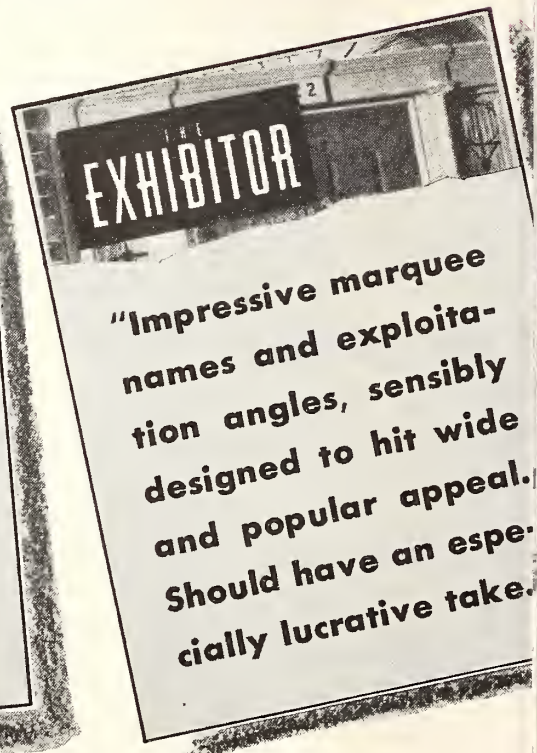 2
THE
EXHIBITOR
"Impressive marquee
names and exploita-
tion angles, sensibly
designed to hit wide
and popular appeal.
Should have an espe-
cially lucrative take.